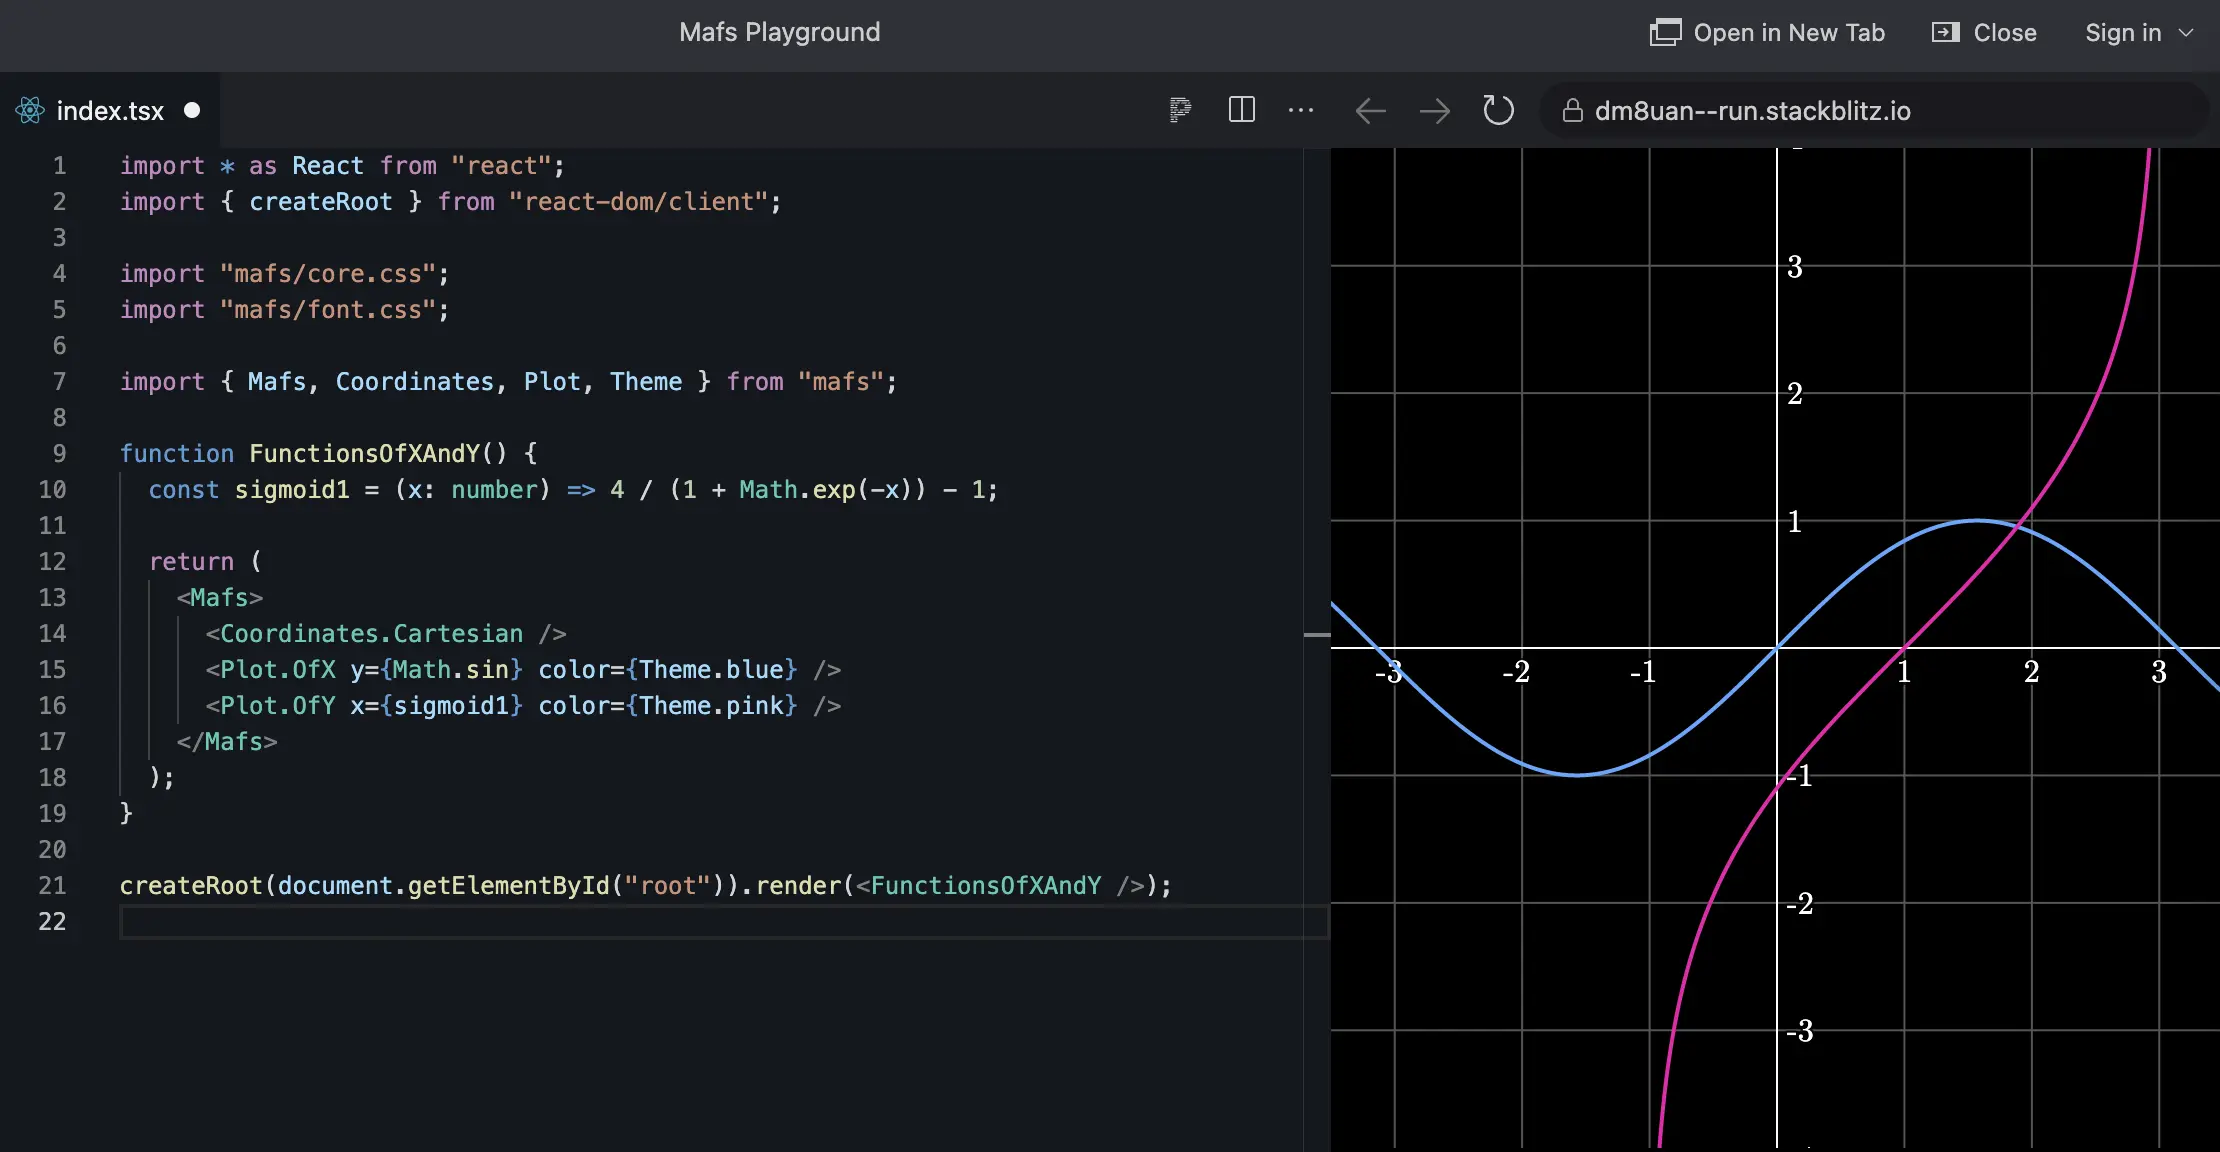 Mafs Playground
Open in New Tab
Close
Sign in
index.tsx
dm8uan--run.stackblitz.io
1 import * as React from "react";
2 import { createRoot } from "react-dom/client";
3
4 import "mafs/core.css";
5 import "mafs/font.css";
6
7 import { Mafs, Coordinates, Plot, Theme } from "mafs";
8
9 function FunctionsOfXAndY() {
10 const sigmoid1 = (x: number) => 4 / (1 + Math.exp(-x)) - 1;
11
12 return (
13 <Mafs>
14 <Coordinates.Cartesian />
15 <Plot.OfX y={Math.sin} color={Theme.blue} />
16 <Plot.OfY x={sigmoid1} color={Theme.pink} />
17 </Mafs>
18 );
19 }
20
21 createRoot(document.getElementById("root")).render(<FunctionsOfXAndY />);
22
3
2
1
-3 -2 -1 1 2 3
-1
-2
-3